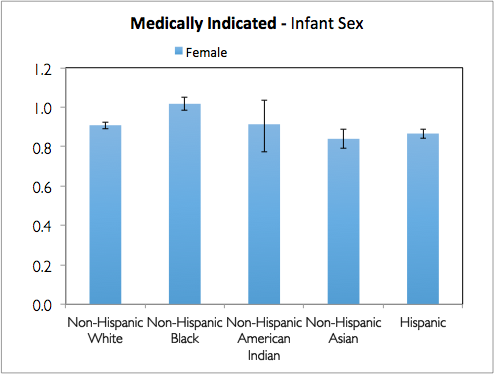 Medically Indicated - Infant Sex
Female
1.2
1.0
0.8
0.6
0.4
0.2
0.0
Non-Hispanic White
Non-Hispanic Black
Non-Hispanic American Indian
Non-Hispanic Asian
Hispanic